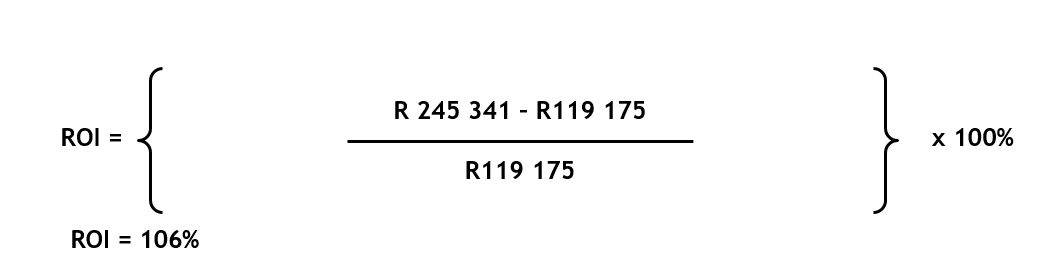 R 245 341 - R119 175
ROI = { } x 100%
R119 175
ROI = 106%